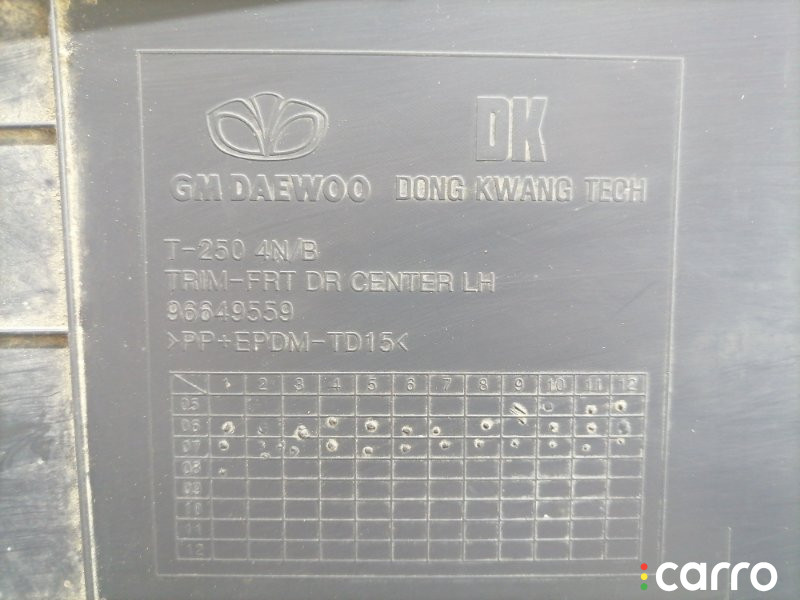 DK
GM DAEWOO DONG KWANG TECH
T-250 4N/B
TRIM-FRT DR CENTER LH
96649559
>PP+EPDM-TD15<
1 2 3 4 5 6 7 8 9 10 11 12
05
06
07
08
09
10
11
12
carro